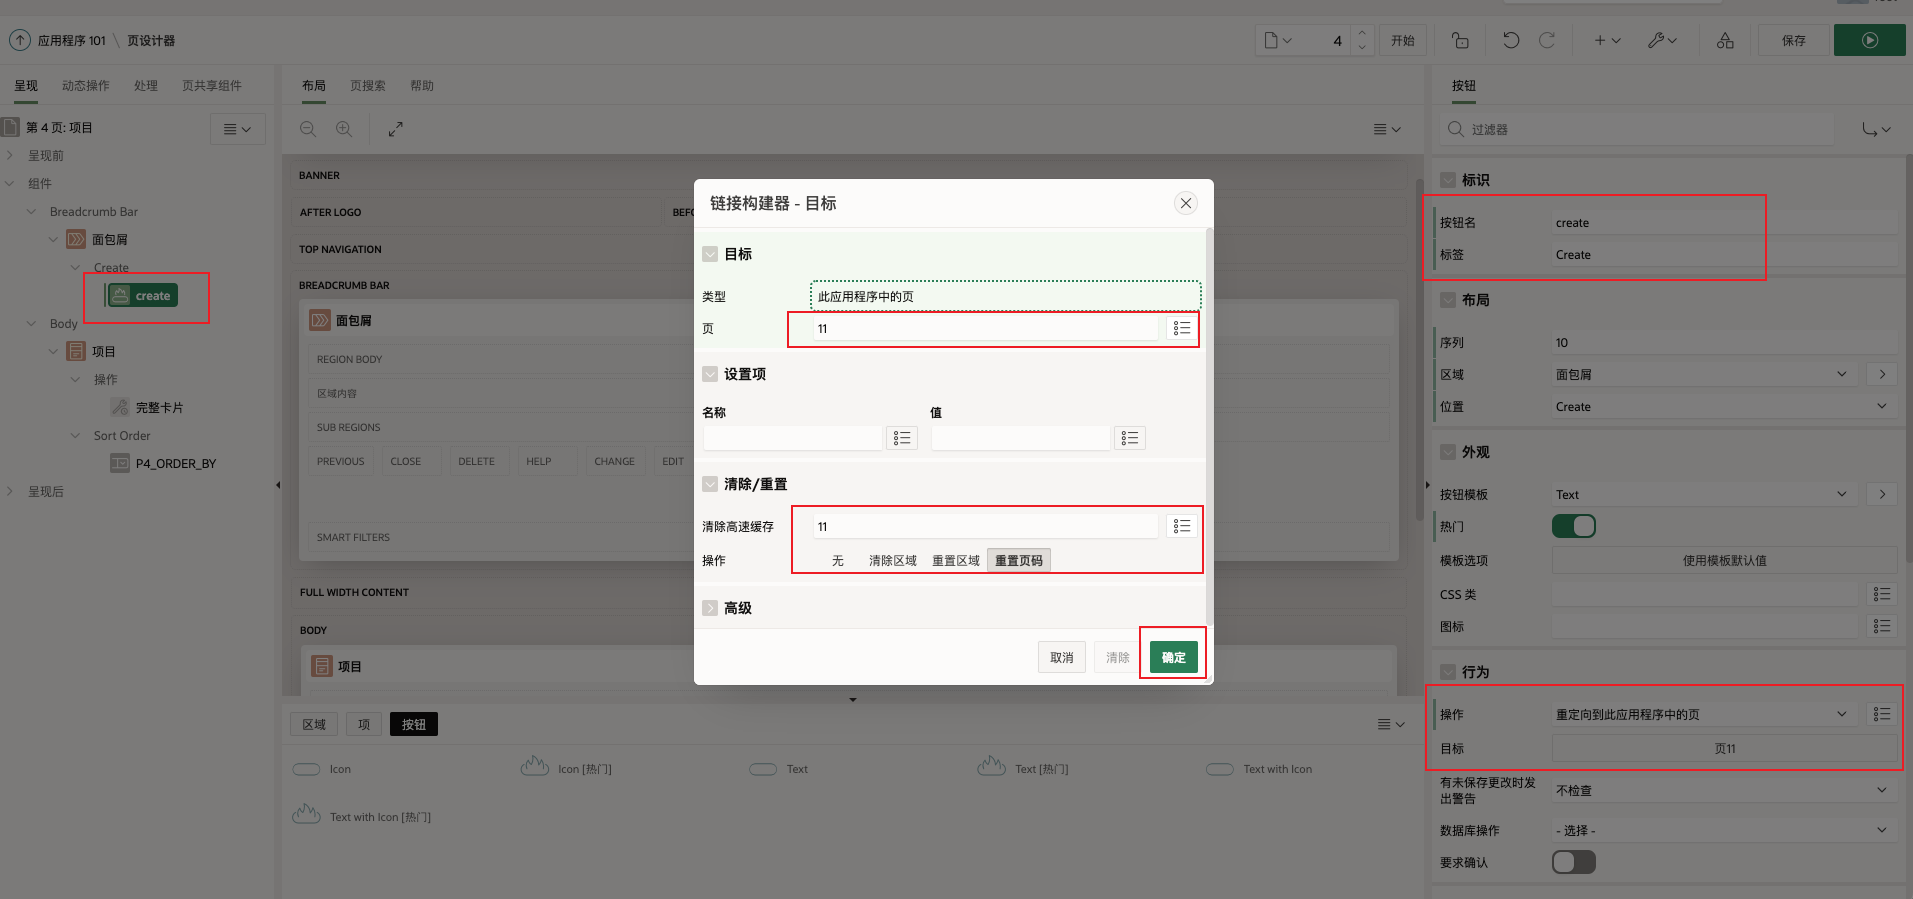 应用程序 101 \ 页设计器
4
开始
保存
呈现
动态操作
处理
页共享组件
第 4 页: 项目
呈现前
组件
Breadcrumb Bar
面包屑
Create
create
Body
项目
操作
完整卡片
Sort Order
P4_ORDER_BY
呈现后
布局
页搜索
帮助
BANNER
AFTER LOGO
TOP NAVIGATION
BREADCRUMB BAR
面包屑
REGION BODY
区域内容
SUB REGIONS
PREVIOUS
CLOSE
DELETE
HELP
CHANGE
EDIT
SMART FILTERS
FULL WIDTH CONTENT
BODY
项目
链接构建器 - 目标
目标
类型
此应用程序中的页
页
11
设置项
名称
值
清除/重置
清除高速缓存
11
操作
无
清除区域
重置区域
重置页码
高级
取消
清除
确定
区域
项
按钮
Icon
Icon [热门]
Text
Text [热门]
Text with Icon
Text with Icon [热门]
按钮
过滤器
标识
按钮名
create
标签
Create
布局
序列
10
区域
面包屑
位置
Create
外观
按钮模板
Text
热门
模板选项
使用模板默认值
CSS 类
图标
行为
操作
重定向到此应用程序中的页
目标
页11
有未保存更改时发
出警告
不检查
数据库操作
- 选择 -
要求确认